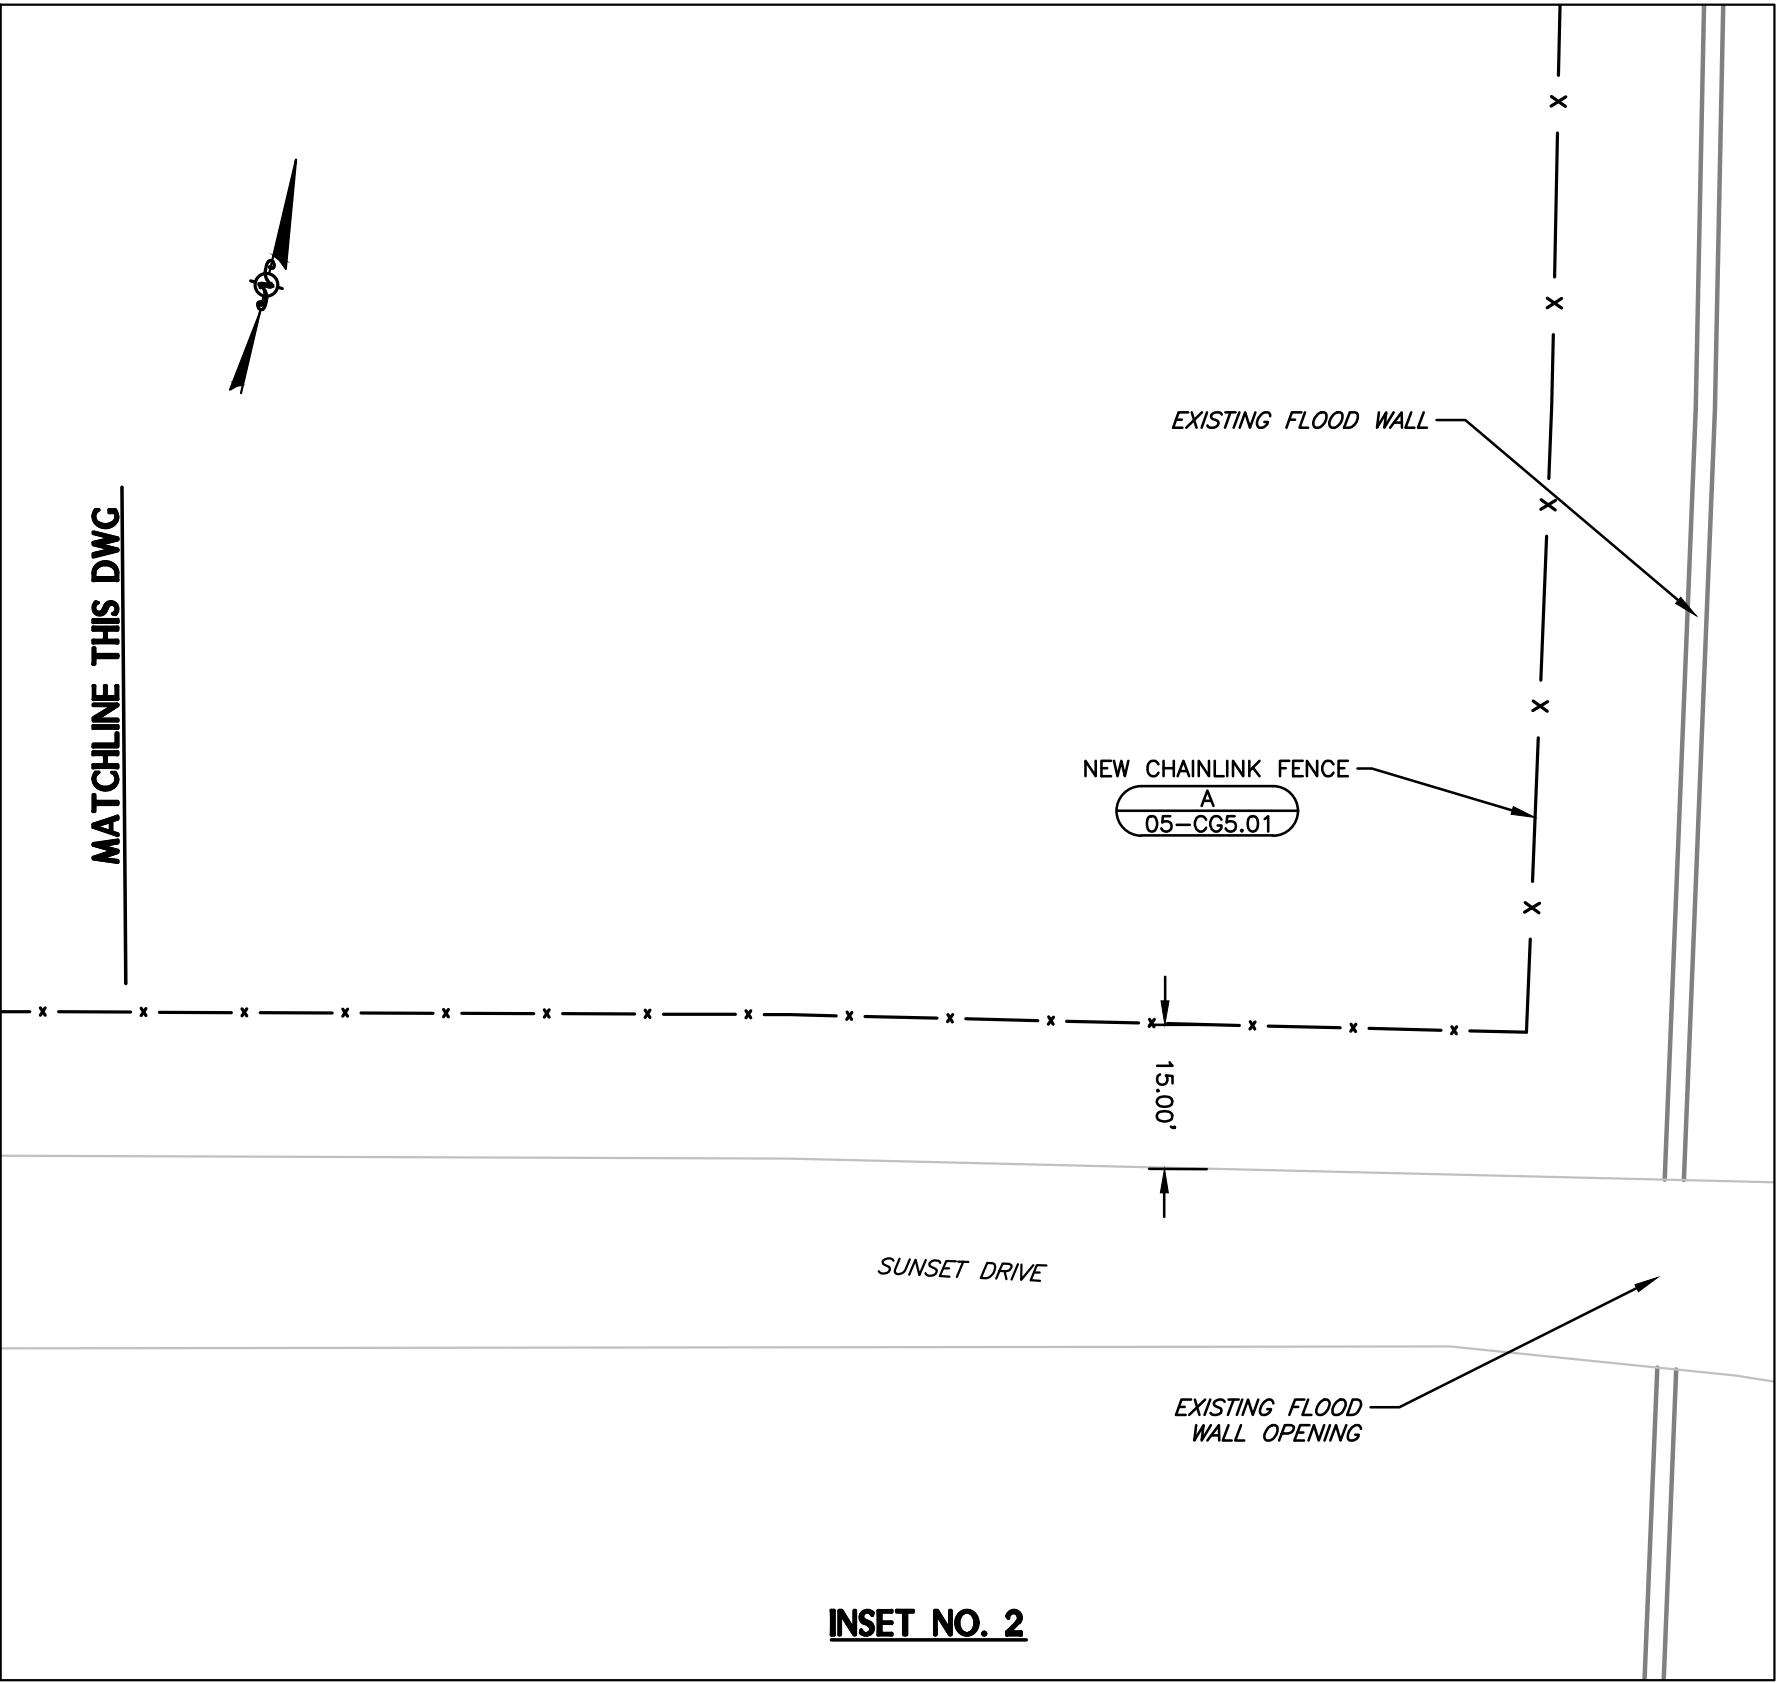 EXISTING FLOOD WALL
MATCHLINE THIS DWG
NEW CHAINLINK FENCE
A
05-CG5.01
15.00'
SUNSET DRIVE
EXISTING FLOOD
WALL OPENING
INSET NO. 2